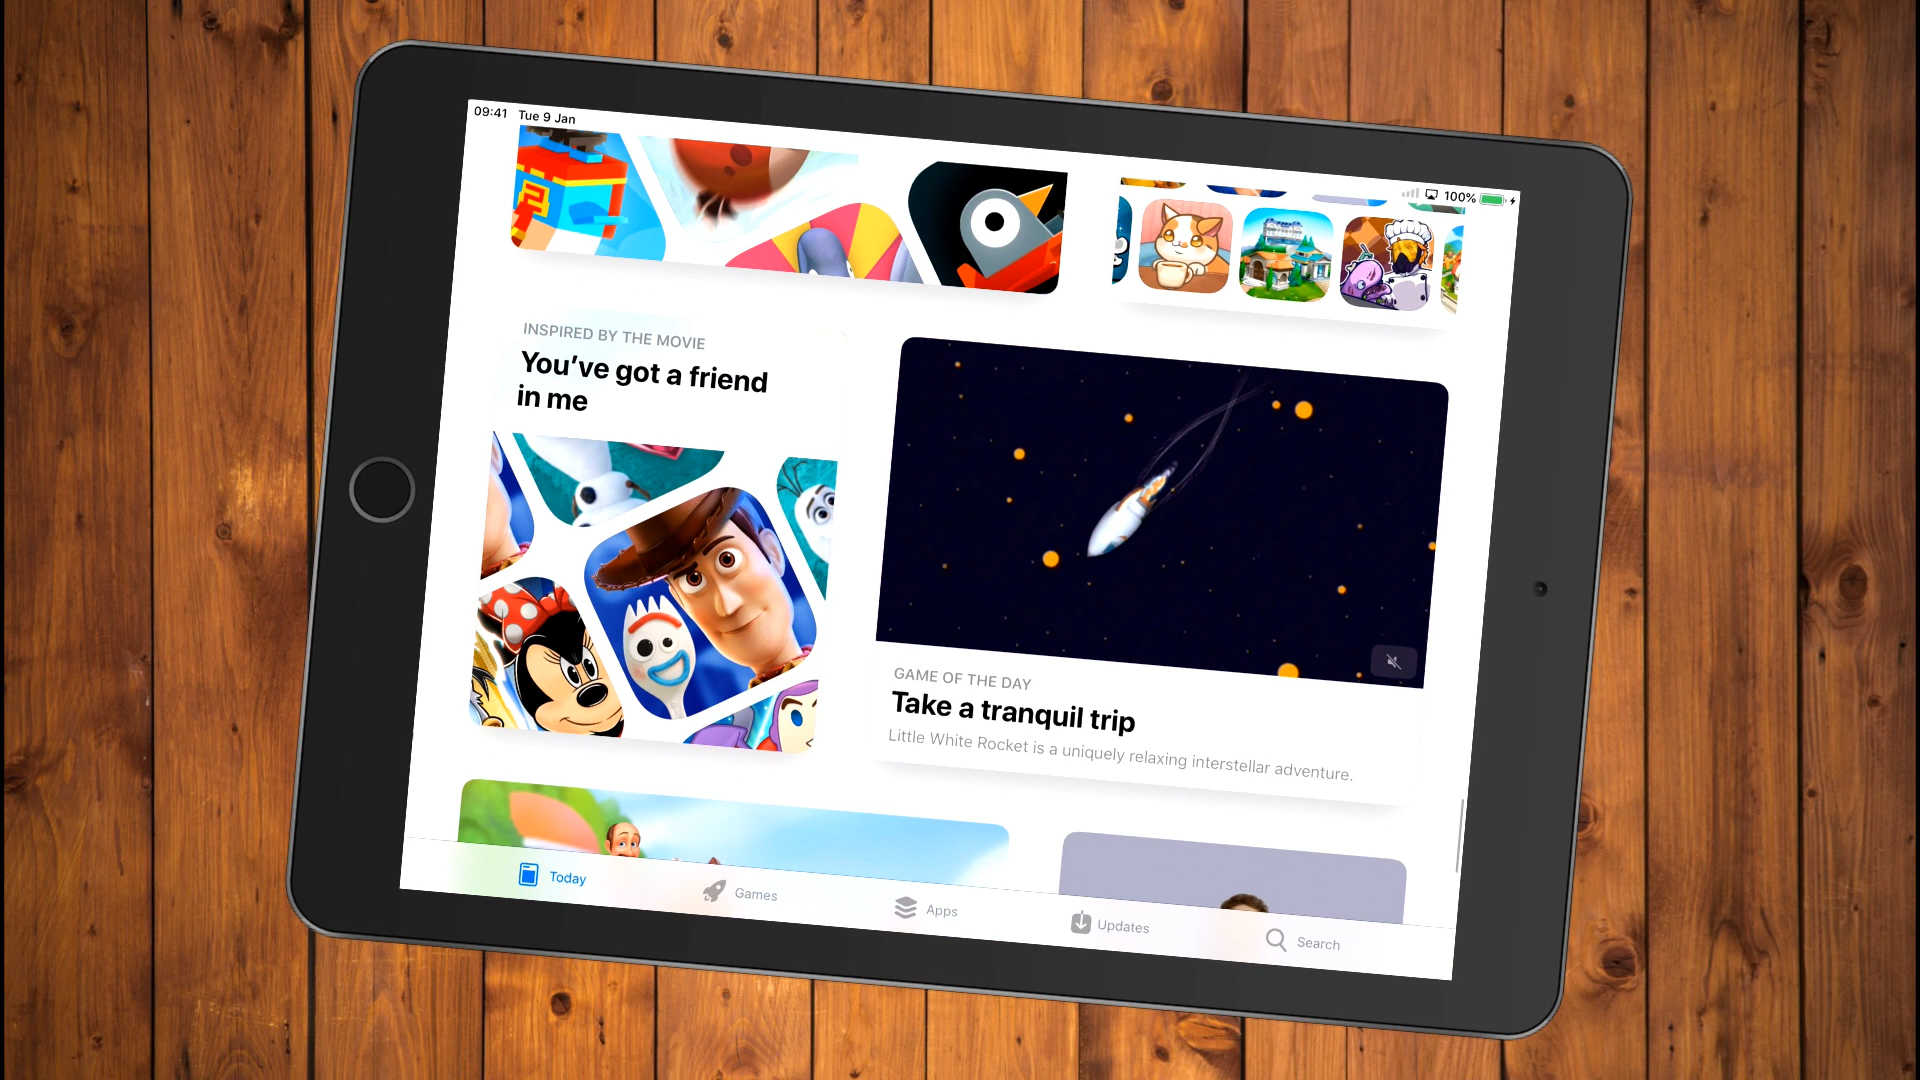 09:41 Tue 9 Jan
100%
INSPIRED BY THE MOVIE
You’ve got a friend
in me
GAME OF THE DAY
Take a tranquil trip
Little White Rocket is a uniquely relaxing interstellar adventure.
Today
Games
Apps
Updates
Search